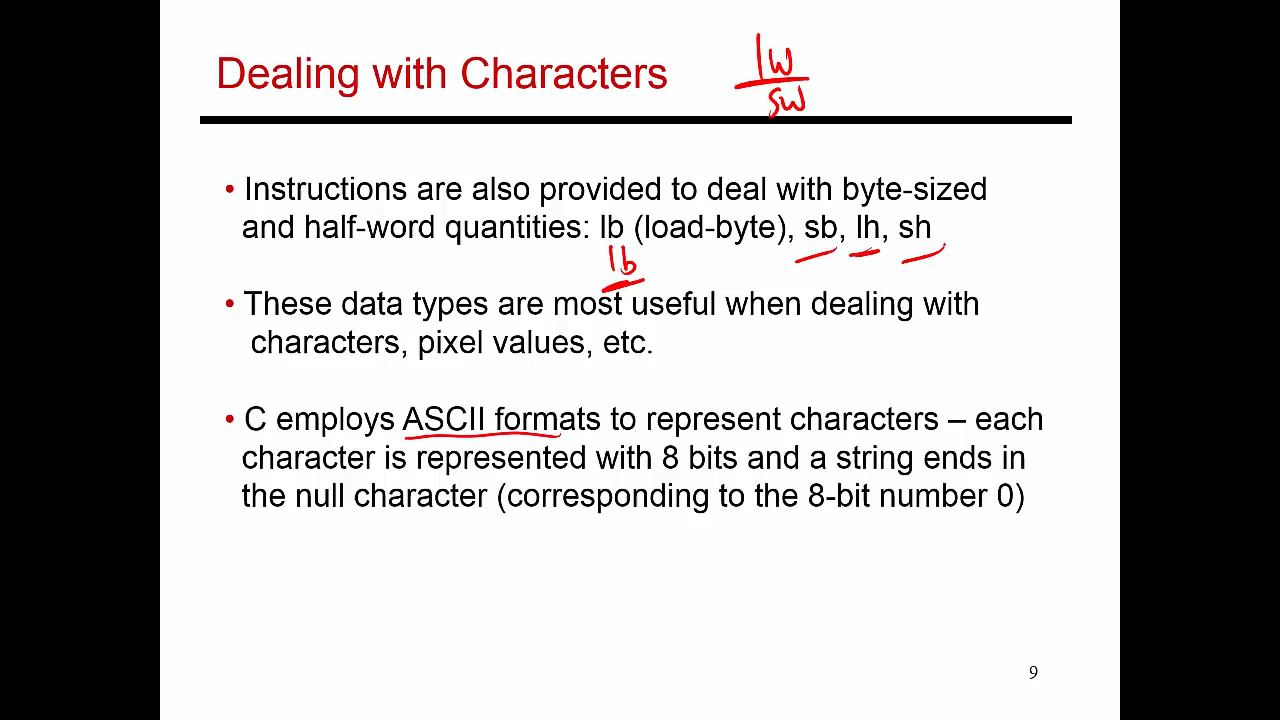 Dealing with Characters
lw
sw
• Instructions are also provided to deal with byte-sized
and half-word quantities: lb (load-byte), sb, lh, sh
lb
• These data types are most useful when dealing with
characters, pixel values, etc.
• C employs ASCII formats to represent characters – each
character is represented with 8 bits and a string ends in
the null character (corresponding to the 8-bit number 0)
9